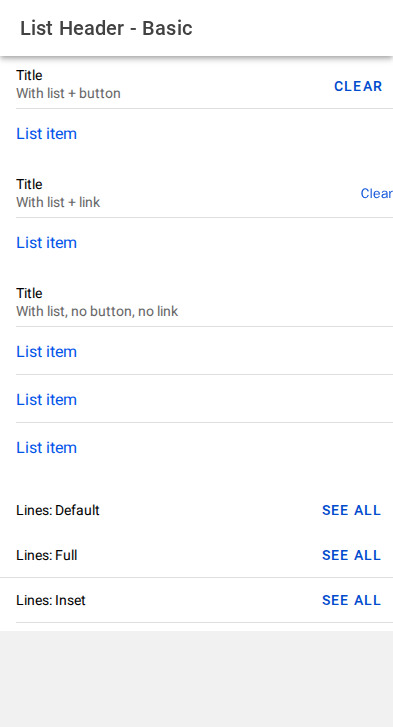 List Header - Basic
Title
With list + button
CLEAR
List item
Title
With list + link
Clear
List item
Title
With list, no button, no link
List item
List item
List item
Lines: Default SEE ALL
Lines: Full SEE ALL
Lines: Inset SEE ALL